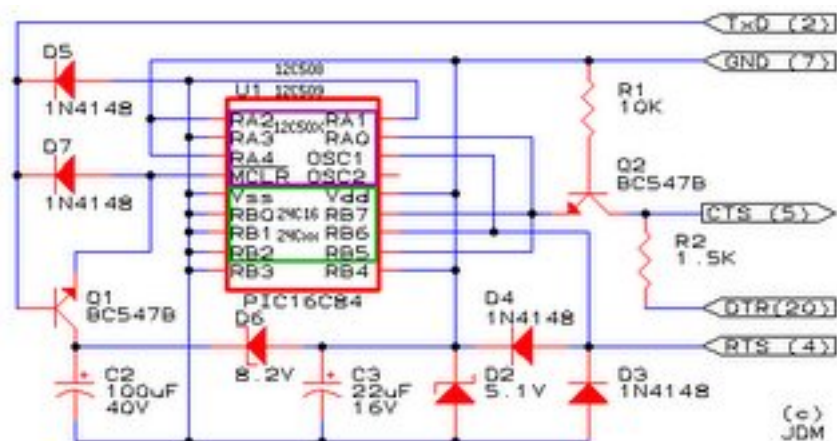 TxD (2)
GND (7)
D5
1N4148
D7
1N4148
12C508
12C509
U1
12C50X
RA2 RA1
RA3 RA0
RA4 OSC1
MCLR OSC2
Vss Vdd
RB0 24C16 RB7
RB1 24Cxx RB6
RB2 RB5
RB3 RB4
PIC16C84
R1
10K
Q2
BC547B
CTS (5)
R2
1.5K
DTR(20)
RTS (4)
Q1
BC547B
D6
8.2V
D4
1N4148
C2
100uF
40V
C3
22uF
16V
D2
5.1V
D3
1N4148
(c)
JDM